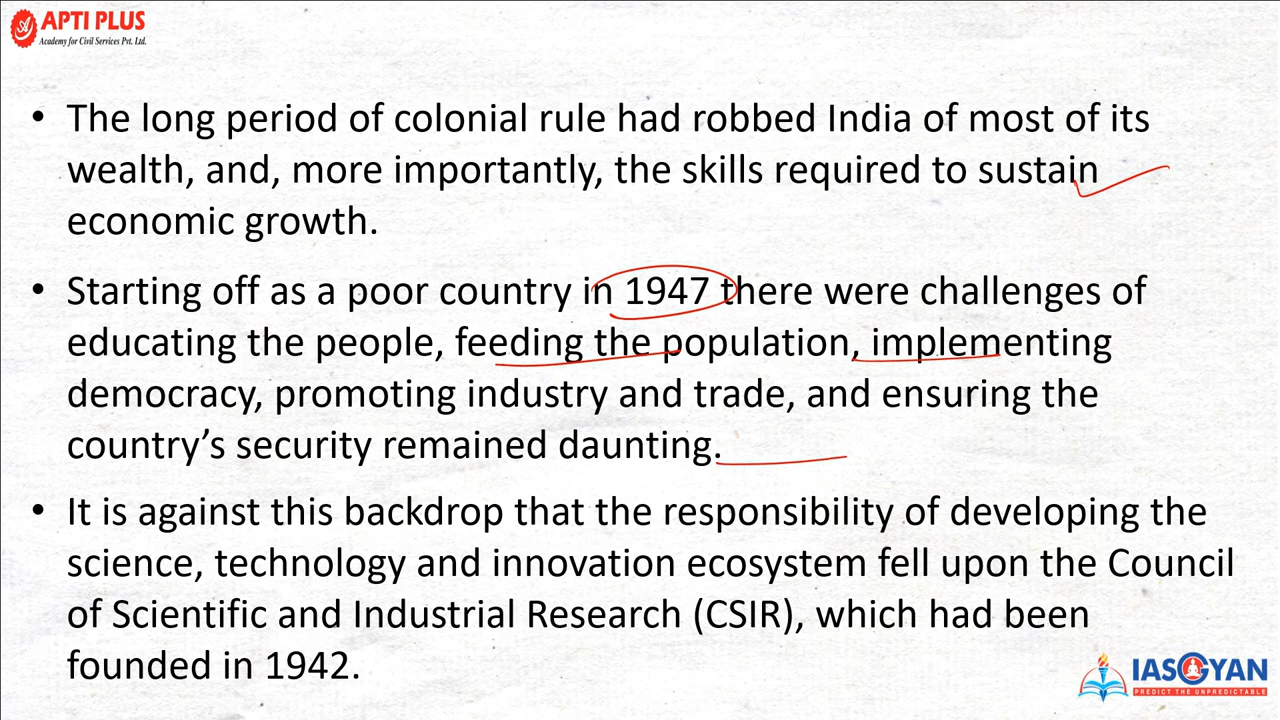 APTI PLUS
Academy for Civil Services Pvt. Ltd.
• The long period of colonial rule had robbed India of most of its
wealth, and, more importantly, the skills required to sustain
economic growth.
• Starting off as a poor country in 1947 there were challenges of
educating the people, feeding the population, implementing
democracy, promoting industry and trade, and ensuring the
country’s security remained daunting.
• It is against this backdrop that the responsibility of developing the
science, technology and innovation ecosystem fell upon the Council
of Scientific and Industrial Research (CSIR), which had been
founded in 1942.
IASGYAN
PREDICT THE UNPREDICTABLE